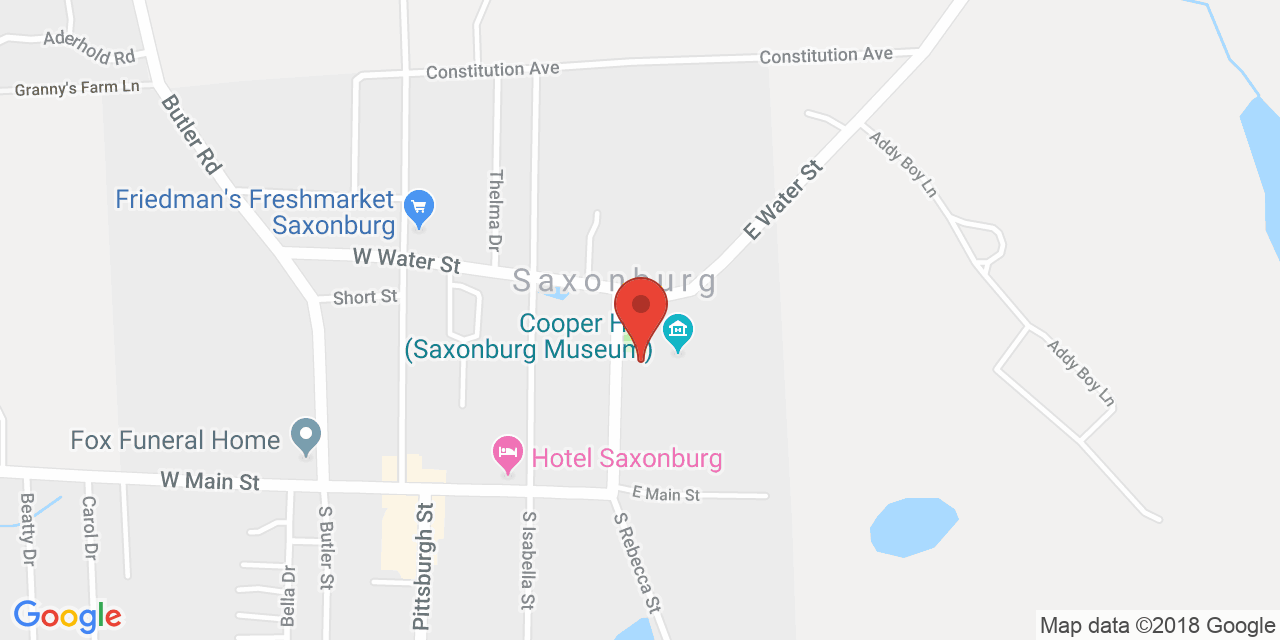 Aderhold Rd
Granny's Farm Ln
Constitution Ave
Constitution Ave
Butler Rd
Addy Boy Ln
Friedman's Freshmarket
Saxonburg
Thelma Dr
E Water St
W Water St
Saxonburg
Short St
Cooper H
(Saxonburg Museum)
Addy Boy Ln
Fox Funeral Home
Hotel Saxonburg
W Main St
E Main St
Beatty Dr
Carol Dr
S Butler St
Bella Dr
Pittsburgh St
S Isabella St
S Rebecca St
Google
Map data ©2018 Google